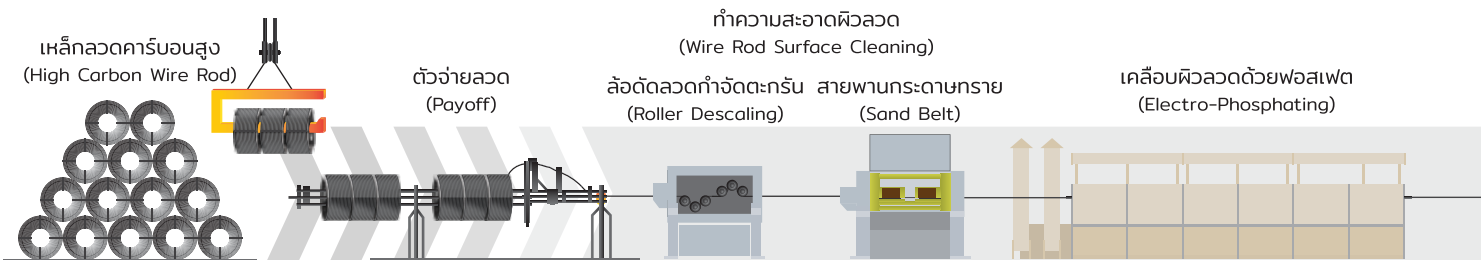 เหล็กลวดคาร์บอนสูง
(High Carbon Wire Rod)
ตัวจ่ายลวด
(Payoff)
ทำความสะอาดผิวลวด
(Wire Rod Surface Cleaning)
ล้อดัดลวดกำจัดตะกรัน
(Roller Descaling)
สายพานกระดาษทราย
(Sand Belt)
เคลือบผิวลวดด้วยฟอสเฟต
(Electro-Phosphating)